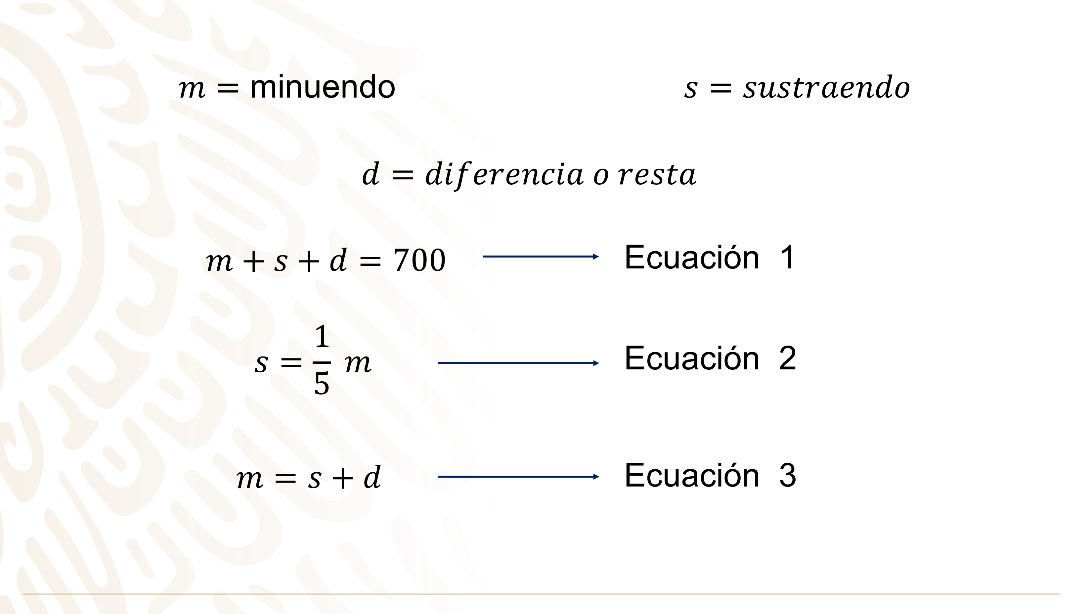 m = minuendo
s = sustraendo
d = diferencia o resta
m + s + d = 700 → Ecuación 1
s = 1/5 m → Ecuación 2
m = s + d → Ecuación 3